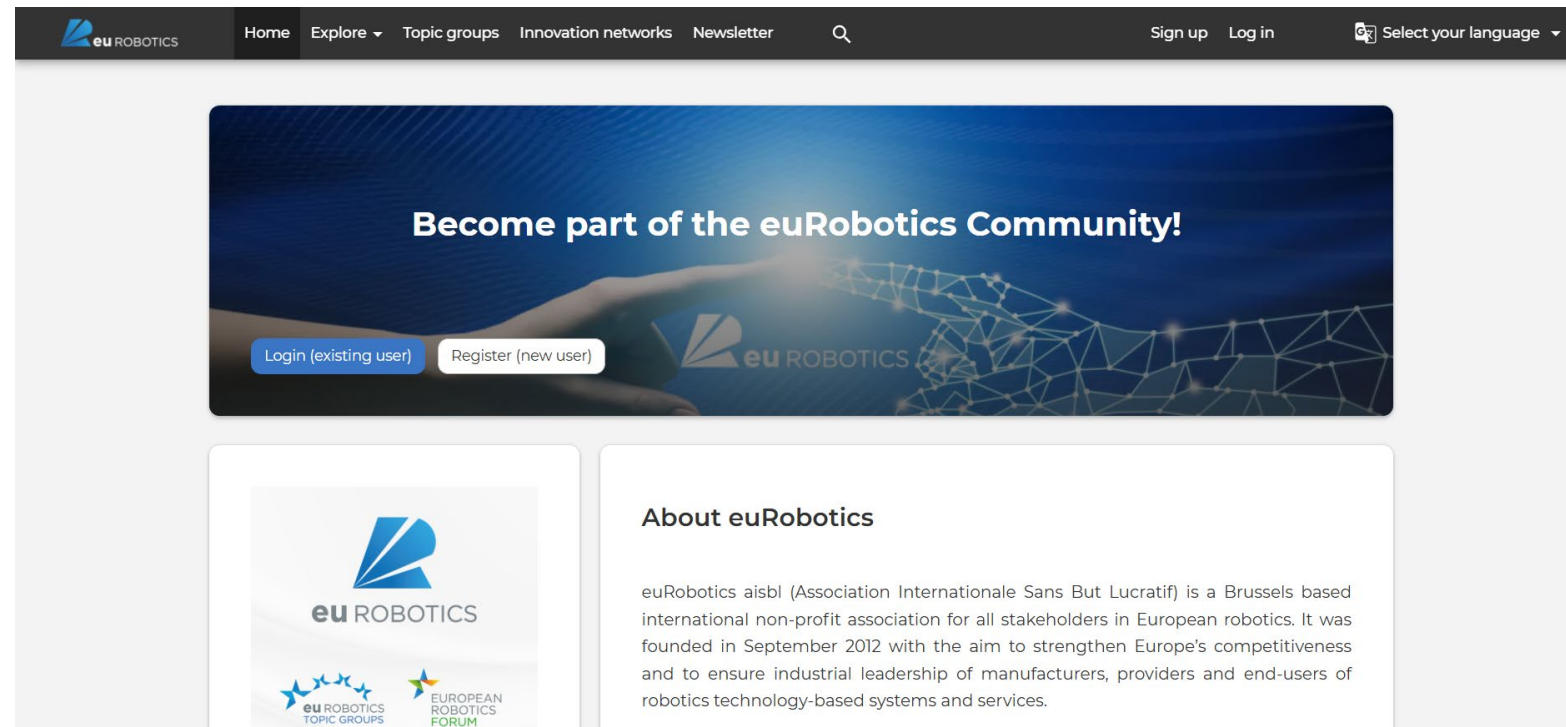 eu ROBOTICS
Home Explore Topic groups Innovation networks Newsletter Sign up Log in Select your language
Become part of the euRobotics Community!
Login (existing user) Register (new user)
eu ROBOTICS
eu ROBOTICS
eu ROBOTICS
TOPIC GROUPS
EUROPEAN
ROBOTICS
FORUM
About euRobotics
euRobotics aisbl (Association Internationale Sans But Lucratif) is a Brussels based
international non-profit association for all stakeholders in European robotics. It was
founded in September 2012 with the aim to strengthen Europe’s competitiveness
and to ensure industrial leadership of manufacturers, providers and end-users of
robotics technology-based systems and services.